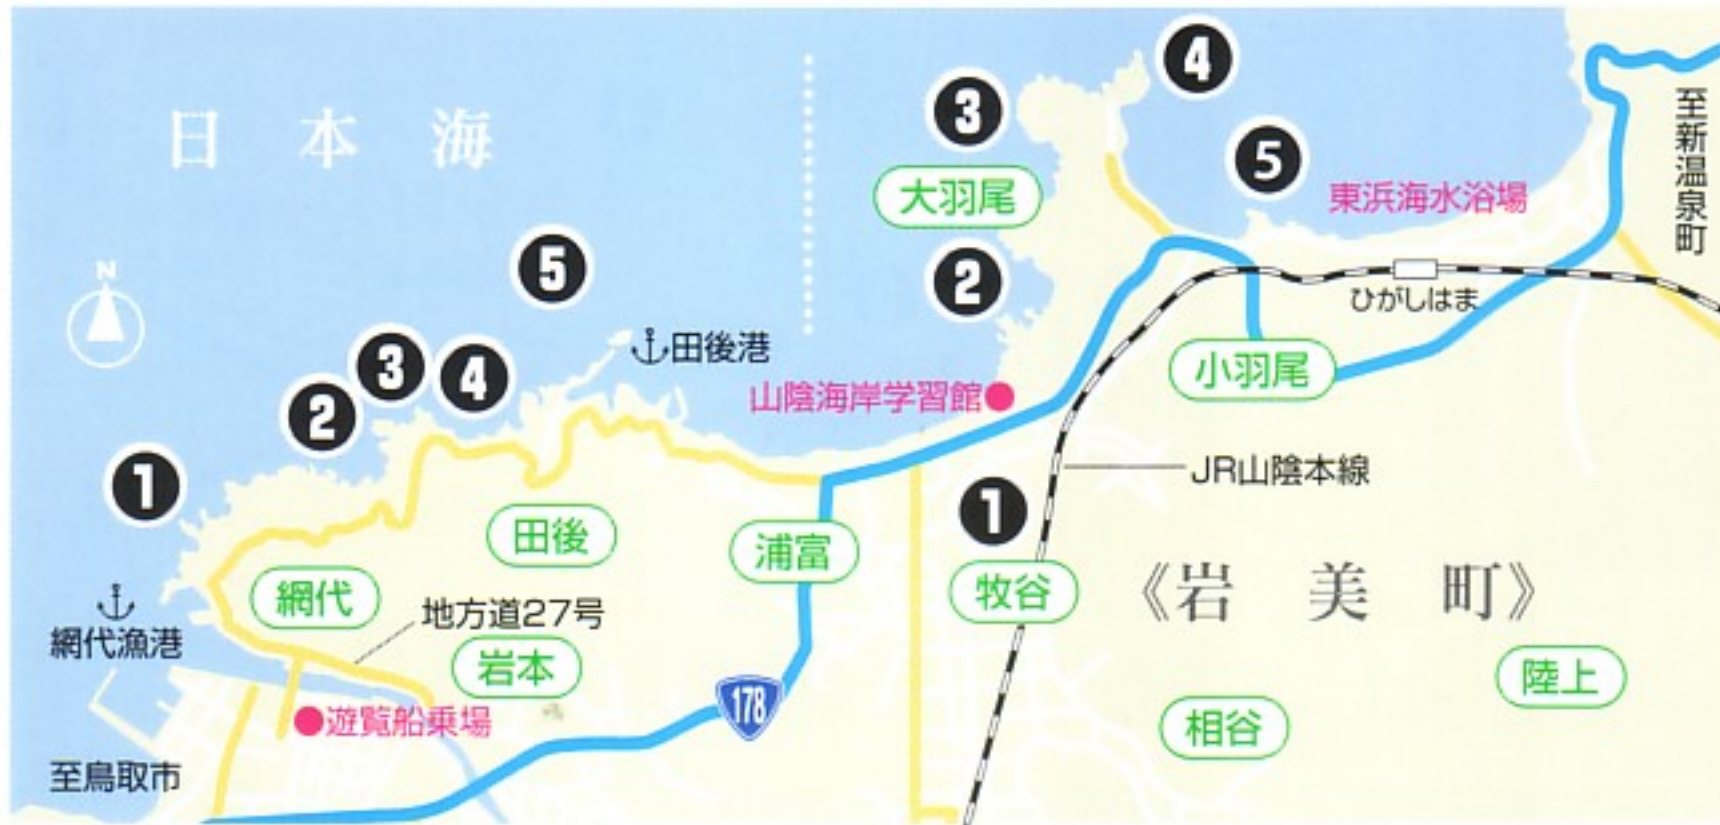 日本海
N
1
2
3
4
5
田後港
網代漁港
至鳥取市
網代
田後
岩本
浦富
地方道27号
遊覧船乗場
178
山陰海岸学習館
1
2
3
4
5
大羽尾
東浜海水浴場
至新温泉町
ひがしはま
小羽尾
JR山陰本線
牧谷
《岩美町》
陸上
相谷